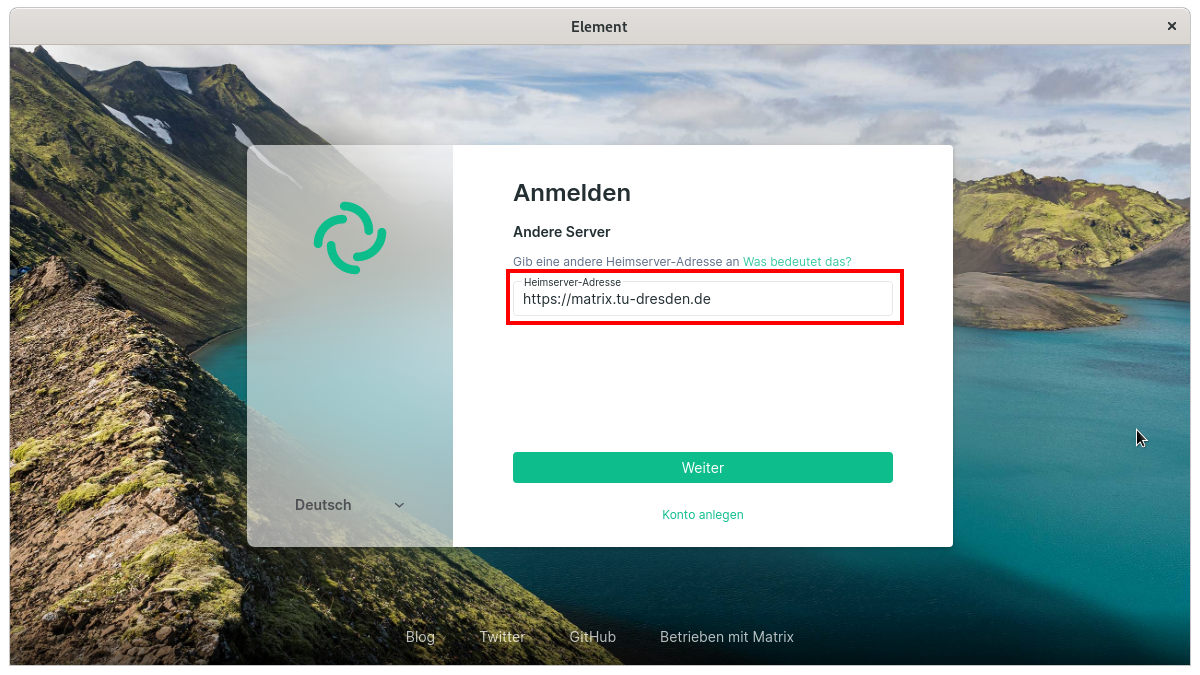 Element
Anmelden
Andere Server
Gib eine andere Heimserver-Adresse an Was bedeutet das?
Heimserver-Adresse
https://matrix.tu-dresden.de
Weiter
Deutsch
Konto anlegen
Blog Twitter GitHub Betrieben mit Matrix